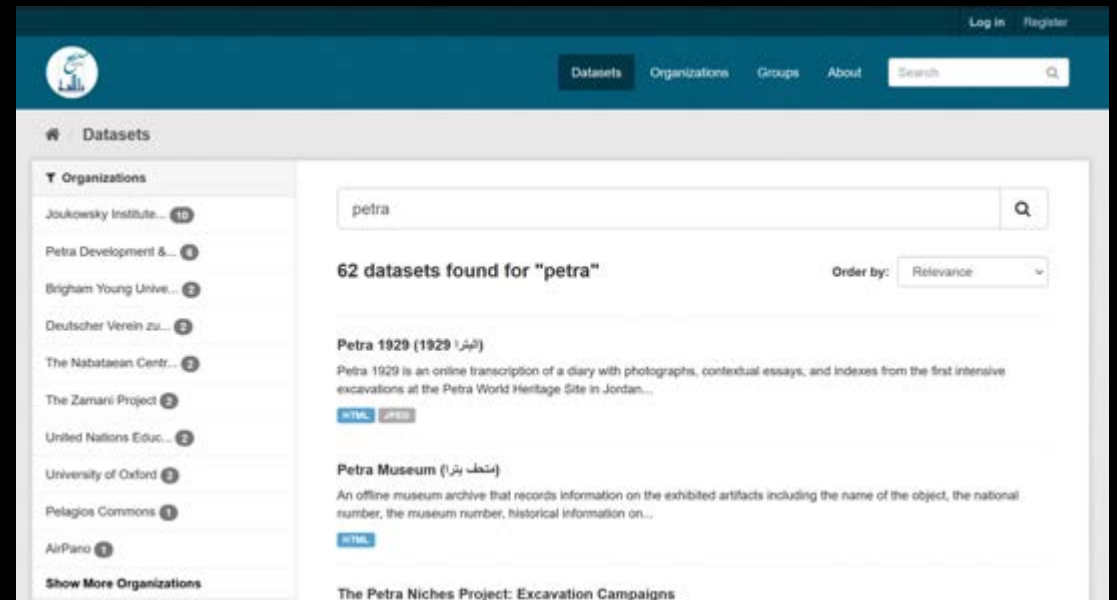 Log in Register
Datasets Organizations Groups About Search
Datasets
Organizations
Joukowsky Institute... 10
Petra Development &...
Brigham Young Unive... 2
Deutscher Verein zu... 2
The Nabataean Centr... 2
The Zamani Project 2
United Nations Educ... 2
University of Oxford 2
Pelagios Commons 1
AirPano 1
Show More Organizations
petra
62 datasets found for "petra"
Order by: Relevance
Petra 1929 (البترا 1929)
Petra 1929 is an online transcription of a diary with photographs, contextual essays, and indexes from the first intensive
excavations at the Petra World Heritage Site in Jordan...
HTML JPEG
Petra Museum (متحف بترا)
An offline museum archive that records information on the exhibited artifacts including the name of the object, the national
number, the museum number, historical information on...
HTML
The Petra Niches Project: Excavation Campaigns